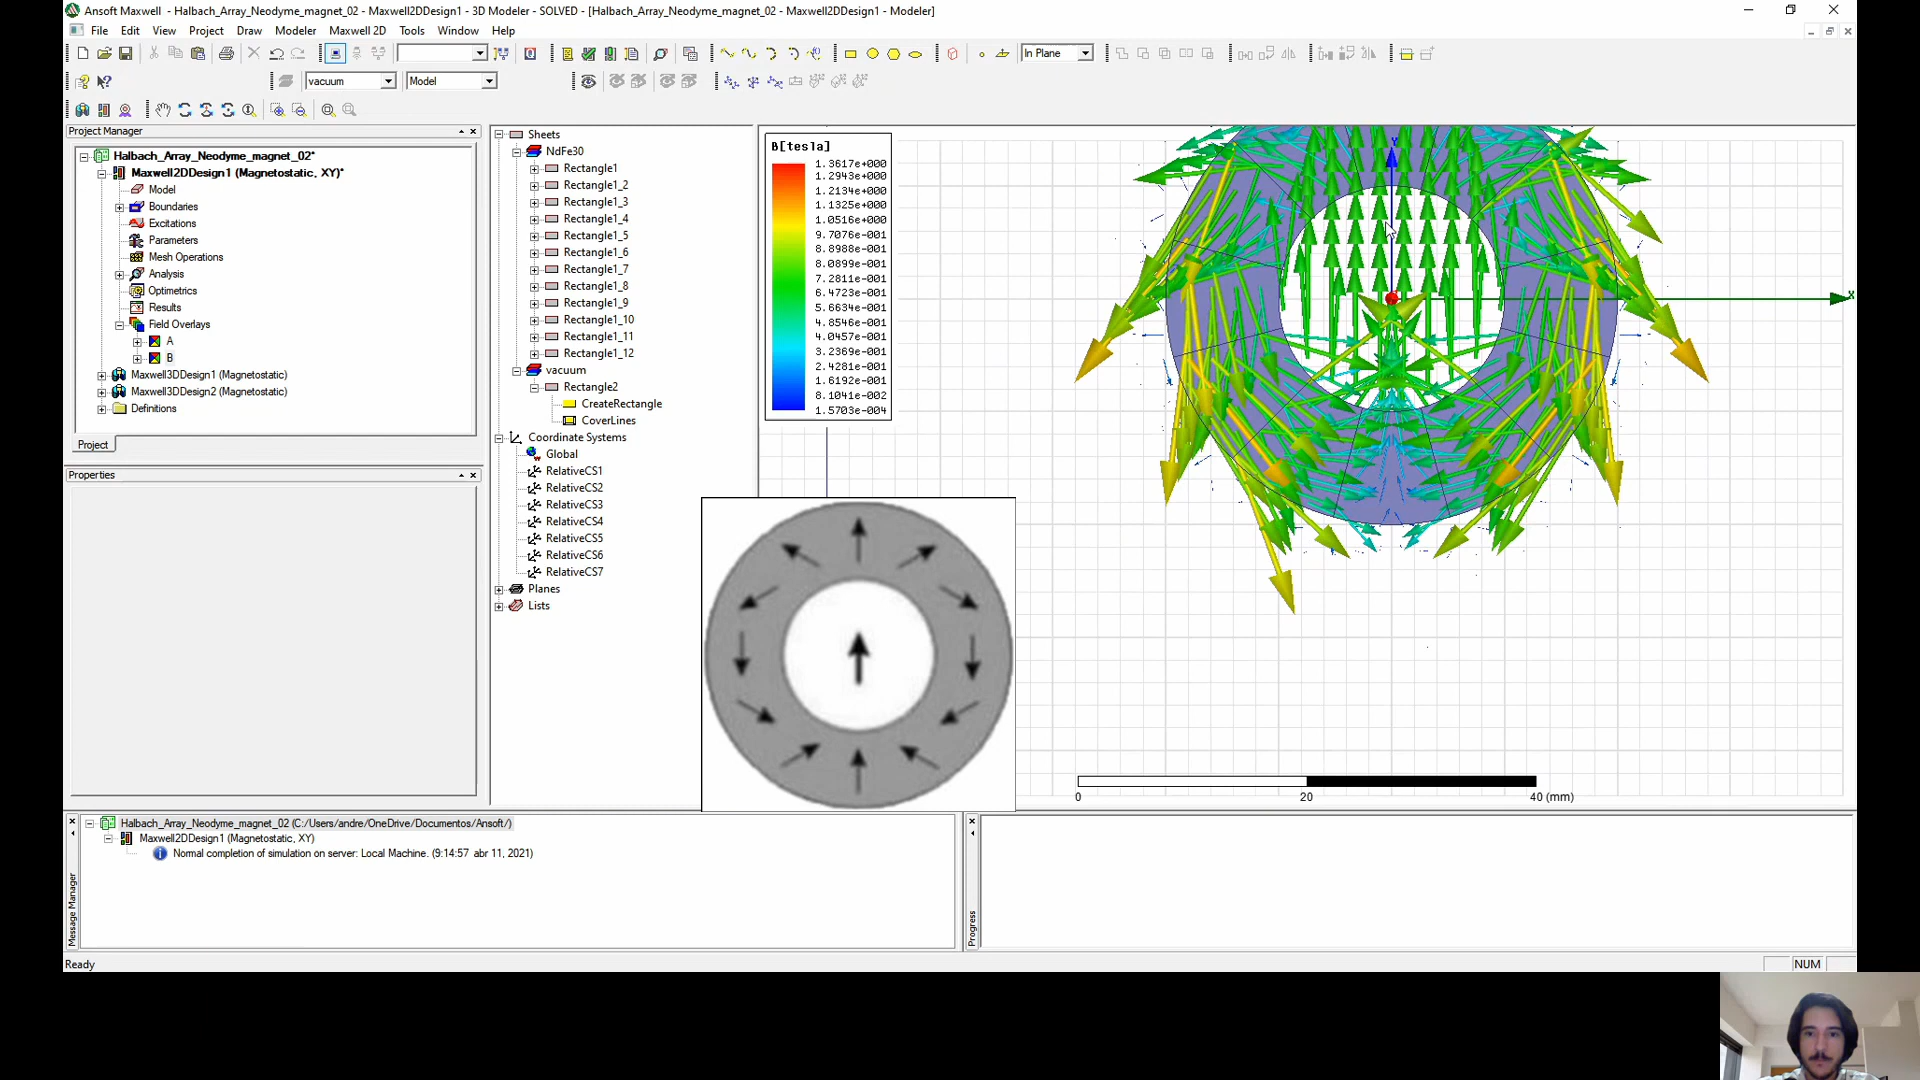 Ansoft Maxwell - Halbach_Array_Neodyme_magnet_02 - Maxwell2DDesign1 - 3D Modeler - SOLVED - [Halbach_Array_Neodyme_magnet_02 - Maxwell2DDesign1 - Modeler]
File Edit View Project Draw Modeler Maxwell 2D Tools Window Help
In Plane
vacuum Model
Project Manager
Halbach_Array_Neodyme_magnet_02*
Maxwell2DDesign1 (Magnetostatic, XY)*
Model
Boundaries
Excitations
Parameters
Mesh Operations
Analysis
Optimetrics
Results
Field Overlays
A
B
Maxwell3DDesign1 (Magnetostatic)
Maxwell3DDesign2 (Magnetostatic)
Definitions
Project
Properties
Sheets
NdFe30
Rectangle1
Rectangle1_2
Rectangle1_3
Rectangle1_4
Rectangle1_5
Rectangle1_6
Rectangle1_7
Rectangle1_8
Rectangle1_9
Rectangle1_10
Rectangle1_11
Rectangle1_12
vacuum
Rectangle2
CreateRectangle
CoverLines
Coordinate Systems
Global
RelativeCS1
RelativeCS2
RelativeCS3
RelativeCS4
RelativeCS5
RelativeCS6
RelativeCS7
Planes
Lists
B[tesla]
1.3617e+000
1.2943e+000
1.2134e+000
1.1325e+000
1.0516e+000
9.7076e-001
8.8988e-001
8.0899e-001
7.2811e-001
6.4723e-001
5.6634e-001
4.8546e-001
4.0457e-001
3.2369e-001
2.4281e-001
1.6192e-001
8.1041e-002
1.5703e-004
Y
X
0 20 40 (mm)
Halbach_Array_Neodyme_magnet_02 (C:/Users/andre/OneDrive/Documentos/Ansoft/)
Maxwell2DDesign1 (Magnetostatic, XY)
Normal completion of simulation on server: Local Machine. (9:14:57 abr 11, 2021)
Message Manager
Progress
Ready
NUM